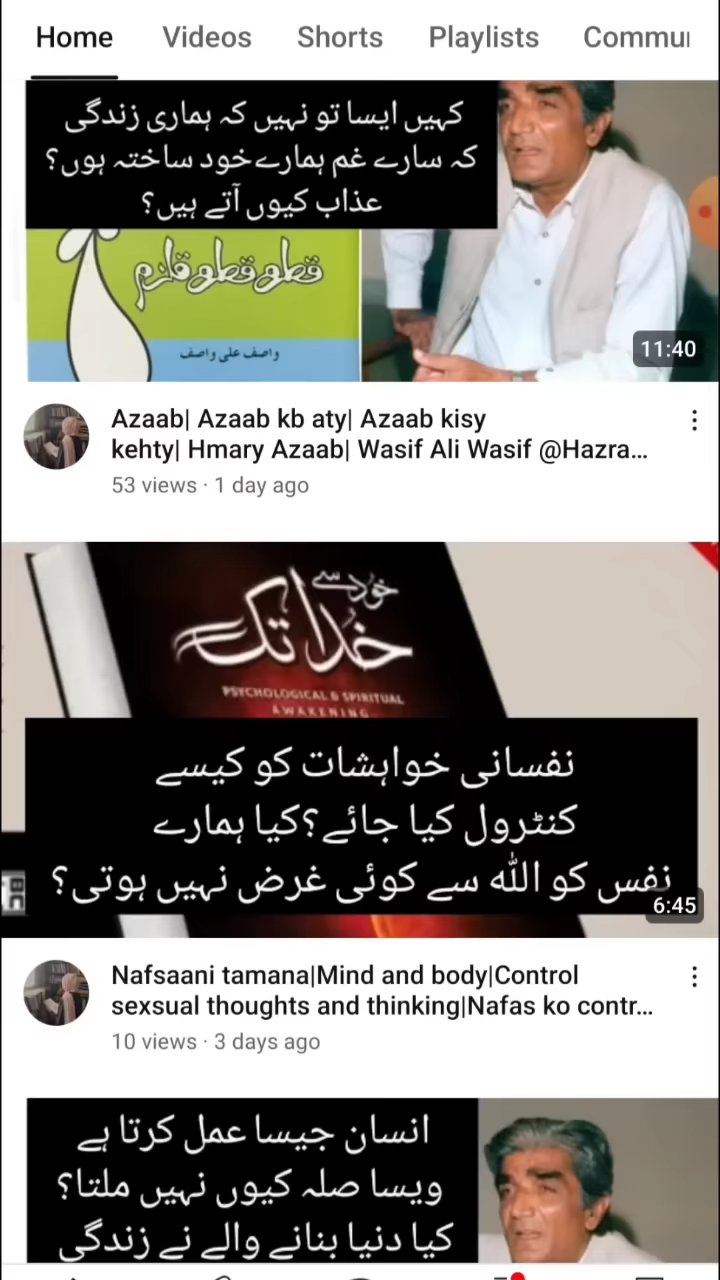 Home Videos Shorts Playlists Commu
کہیں ایسا تو نہیں کہ ہماری زندگی
کہ سارے غم ہمارے خود ساختہ ہوں؟
عذاب کیوں آتے ہیں؟
قطرہ قطرہ قلزم
واصف علی واصف
11:40
Azaab| Azaab kb aty| Azaab kisy
kehty| Hmary Azaab| Wasif Ali Wasif @Hazra...
53 views · 1 day ago
خود سے
خدا تک
PSYCHOLOGICAL & SPIRITUAL
AWAKENING
نفسانی خواہشات کو کیسے
کنٹرول کیا جائے؟کیا ہمارے
نفس کو اللہ سے کوئی غرض نہیں ہوتی؟
6:45
Nafsaani tamana|Mind and body|Control
sexsual thoughts and thinking|Nafas ko contr...
10 views · 3 days ago
انسان جیسا عمل کرتا ہے
ویسا صلہ کیوں نہیں ملتا؟
کیا دنیا بنانے والے نے زندگی